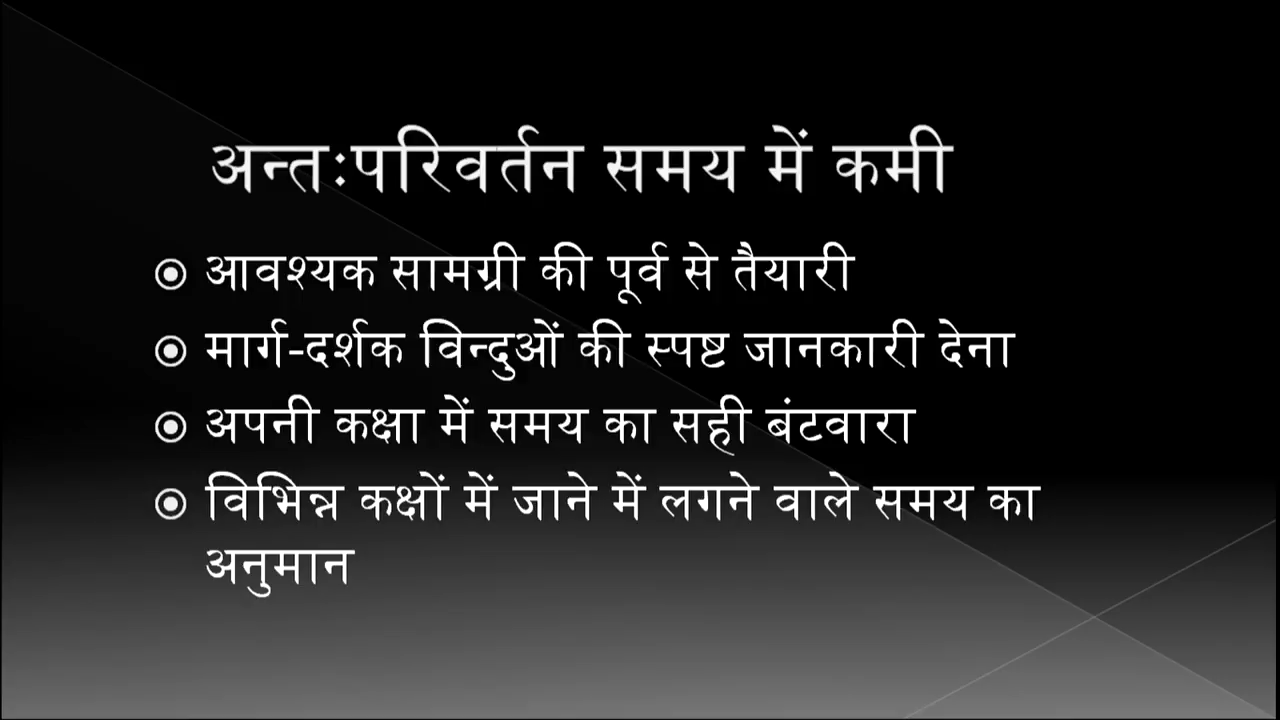 अन्तःपरिवर्तन समय में कमी
आवश्यक सामग्री की पूर्व से तैयारी
मार्ग-दर्शक विन्दुओं की स्पष्ट जानकारी देना
अपनी कक्षा में समय का सही बंटवारा
विभिन्न कक्षों में जाने में लगने वाले समय का
अनुमान